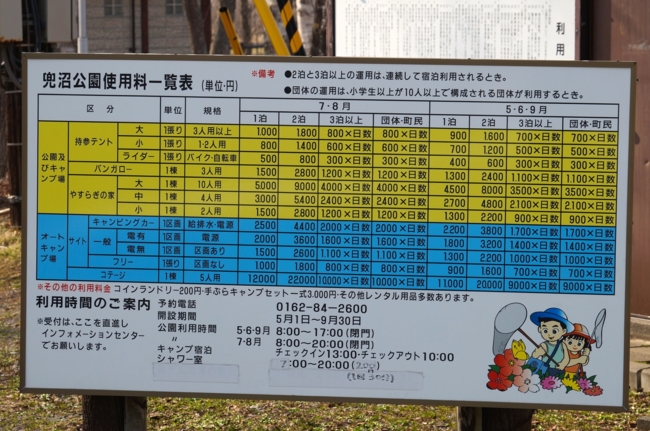 利用
兜沼公園使用料一覧表 (単位・円)
※備考 ●2泊と3泊以上の運用は、連続して宿泊利用されるとき。
●団体の運用は、小学生以上が10人以上で構成される団体が利用するとき。
区分 単位 規格 7・8月 5・6・9月
1泊 2泊 3泊以上 団体・町民 1泊 2泊 3泊以上 団体・町民
公園及びキャンプ場 持参テント 大 1張り 3人用以上 1000 1800 800×日数 800×日数 900 1600 700×日数 700×日数
小 1張り 1・2人用 800 1400 600×日数 600×日数 700 1200 500×日数 500×日数
ライダー 1張り バイク・自転車 500 800 300×日数 300×日数 400 600 300×日数 300×日数
バンガロー 1棟 3人用 1500 2800 1200×日数 1200×日数 1300 2400 1,100×日数 1,100×日数
やすらぎの家 大 1棟 10人用 5000 9000 4000×日数 4000×日数 4500 8000 3500×日数 3500×日数
中 1棟 4人用 3000 5400 2400×日数 2400×日数 2700 4800 2,100×日数 2,100×日数
小 1棟 2人用 1500 2800 1200×日数 1200×日数 1300 2200 900×日数 900×日数
オートキャンプ場 サイト キャンピングカー 1区画 給排水・電源 2500 4400 2000×日数 2000×日数 2200 3800 1700×日数 1700×日数
一般 電有 1区画 電源 2000 3600 1600×日数 1600×日数 1800 3200 1400×日数 1400×日数
電無 1区画 区画あり 1500 2600 1100×日数 1100×日数 1300 2200 1000×日数 1000×日数
フリー 1張り 区画なし 1000 1800 800×日数 800×日数 900 1600 700×日数 700×日数
コテージ 1棟 5人用 12000 22000 10000×日数 10000×日数 11000 20000 9000×日数 9000×日数
※その他の利用料金 コインランドリー200円・手ぶらキャンプセット一式3,000円・その他レンタル用品多数あります。
利用時間のご案内
※受付は、ここを直進し
インフォメーションセンター
でお願いします。
予約電話 0162-84-2600
開設期間 5月1日〜9月30日
公園利用時間 5・6・9月 8:00〜17:00(閉門)
〃 7・8月 8:00〜20:00(閉門)
キャンプ宿泊 チェックイン13:00・チェックアウト10:00
シャワー室 7:00〜20:00